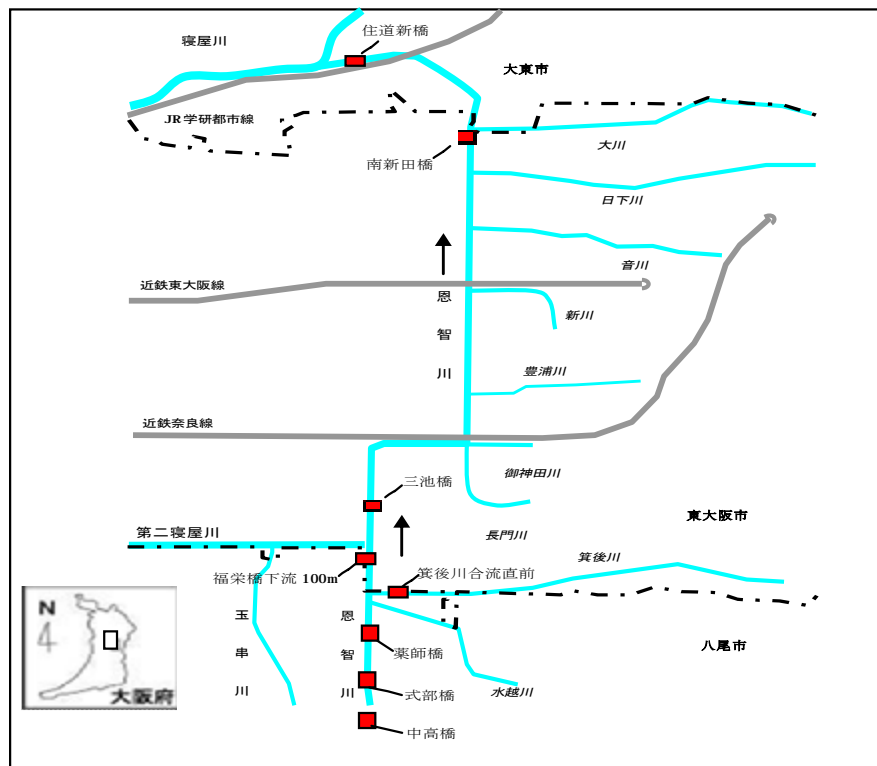 住道新橋
寝屋川
大東市
JR学研都市線
大川
南新田橋
日下川
音川
近鉄東大阪線
恩智川
新川
豊浦川
近鉄奈良線
御神田川
三池橋
東大阪市
第二寝屋川
長門川
箕後川
福栄橋下流 100m
箕後川合流直前
玉串川
恩智川
薬師橋
八尾市
水越川
式部橋
中高橋
N
4
大阪府